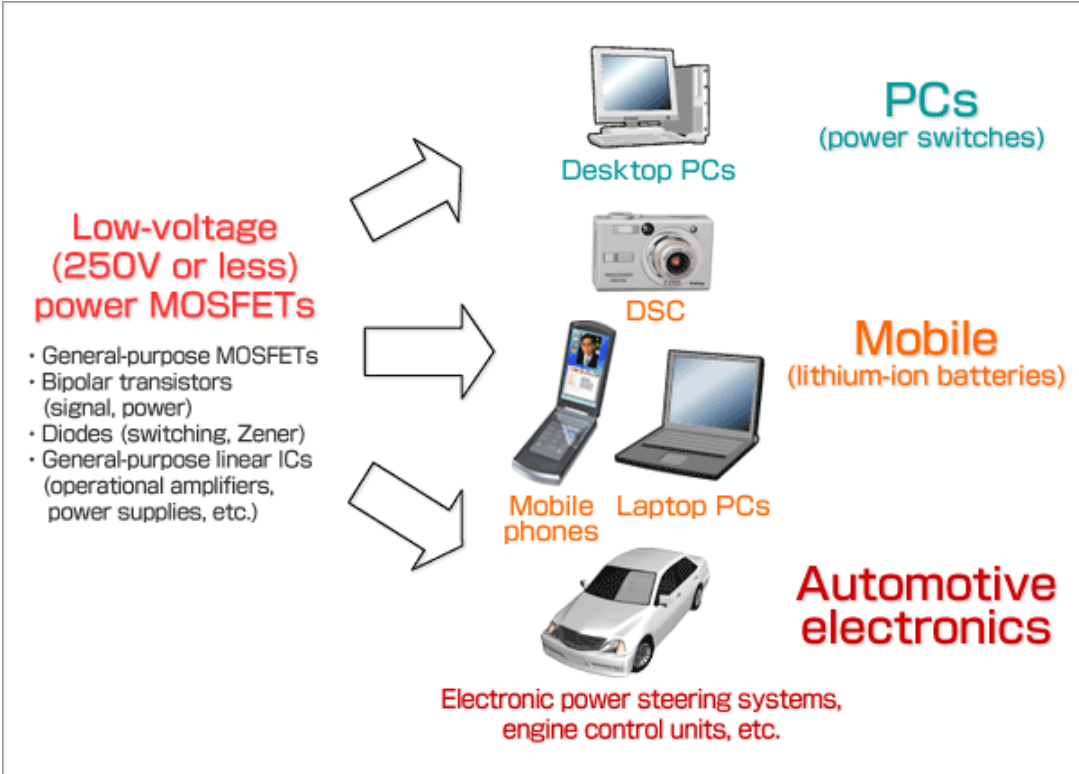 Low-voltage
(250V or less)
power MOSFETs
・General-purpose MOSFETs
・Bipolar transistors
(signal, power)
・Diodes (switching, Zener)
・General-purpose linear ICs
(operational amplifiers,
power supplies, etc.)
Desktop PCs
PCs
(power switches)
DSC
Mobile
phones
Laptop PCs
Mobile
(lithium-ion batteries)
Electronic power steering systems,
engine control units, etc.
Automotive
electronics